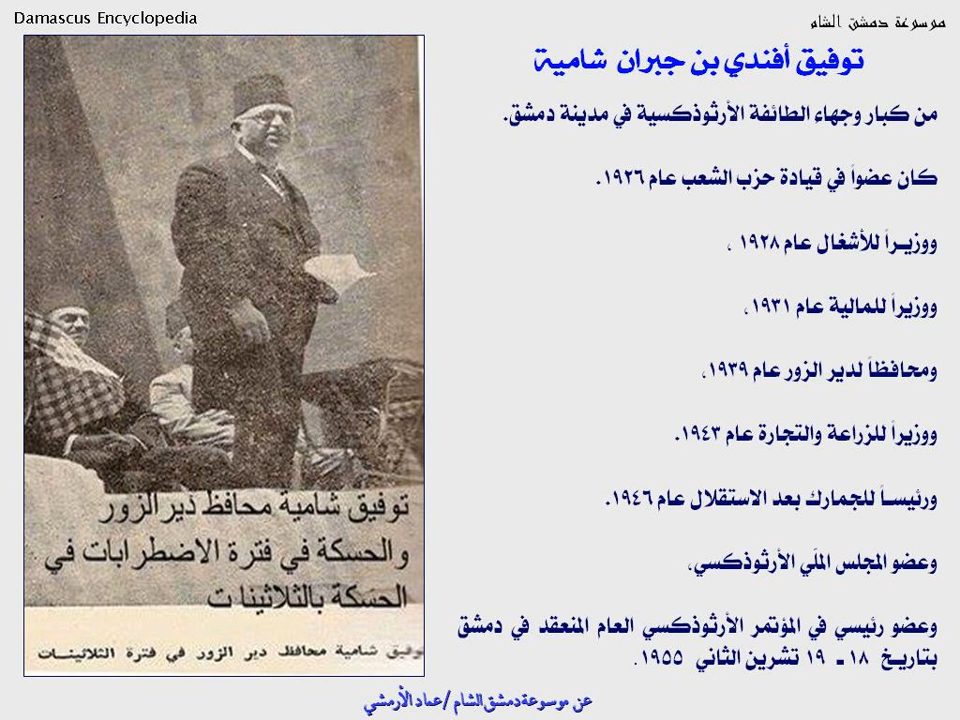 Damascus Encyclopedia
موسوعة دمشق الشام
توفيق أفندي بن جبران شامية
من كبار وجهاء الطائفة الأرثوذكسية في مدينة دمشق.
كان عضواً في قيادة حزب الشعب عام ١٩٢٦.
ووزيـراً للأشغال عام ١٩٢٨ ،
ووزيراً للمالية عام ١٩٣١،
ومحافظاً لدير الزور عام ١٩٣٩،
ووزيراً للزراعة والتجارة عام ١٩٤٣.
ورئيسـاً للجمارك بعد الاستقلال عام ١٩٤٦.
وعضو المجلس الملّي الأرثوذكسي،
وعضو رئيسي في المؤتمر الأرثوذكسي العام المنعقد في دمشق
بتاريـخ ١٨ ـ ١٩ تشرين الثاني ١٩٥٥.
توفيق شامية محافظ دير الزور
والحسكة في فترة الاضطرابات في
الحسكة بالثلاثينات
توفيق شامية محافظ دير الزور في فترة الثلاثينـات
عن موسوعة دمشق الشام / عماد الأرمشي